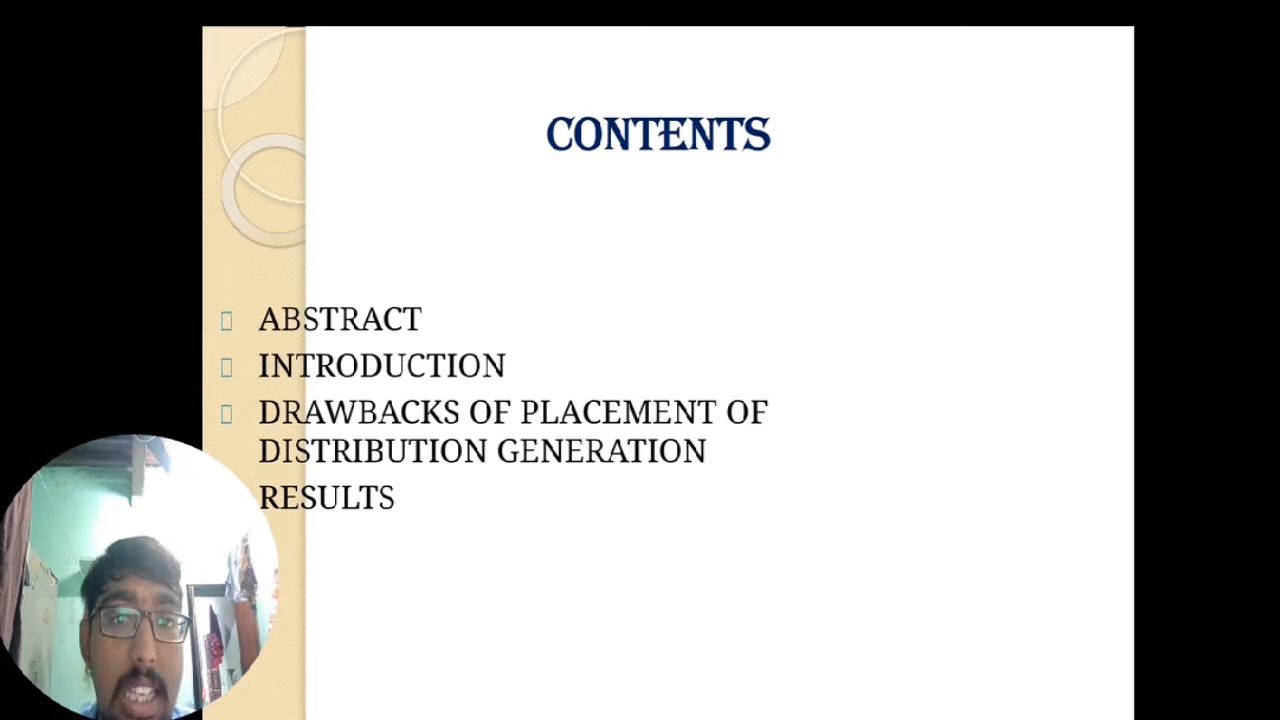 CONTENTS
ABSTRACT
INTRODUCTION
DRAWBACKS OF PLACEMENT OF
DISTRIBUTION GENERATION
RESULTS